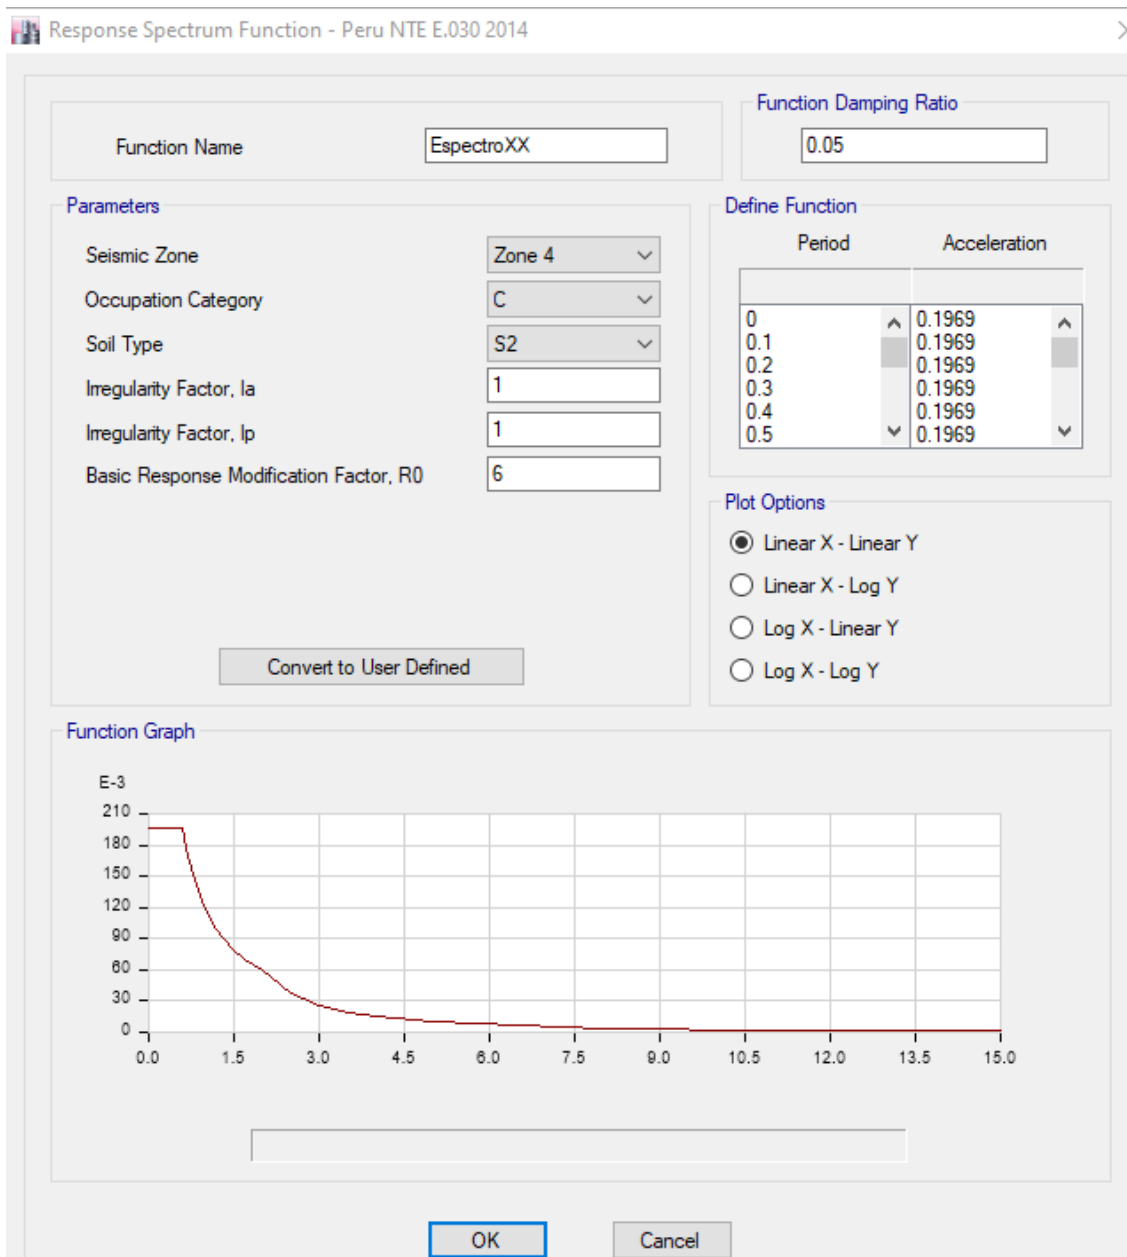 Response Spectrum Function - Peru NTE E.030 2014
Function Name
EspectroXX
Function Damping Ratio
0.05
Parameters
Seismic Zone
Zone 4
Occupation Category
C
Soil Type
S2
Irregularity Factor, Ia
1
Irregularity Factor, Ip
1
Basic Response Modification Factor, R0
6
Convert to User Defined
Define Function
Period Acceleration
0 0.1969
0.1 0.1969
0.2 0.1969
0.3 0.1969
0.4 0.1969
0.5 0.1969
Plot Options
Linear X - Linear Y
Linear X - Log Y
Log X - Linear Y
Log X - Log Y
Function Graph
E-3
210
180
150
120
90
60
30
0
0.0 1.5 3.0 4.5 6.0 7.5 9.0 10.5 12.0 13.5 15.0
OK Cancel